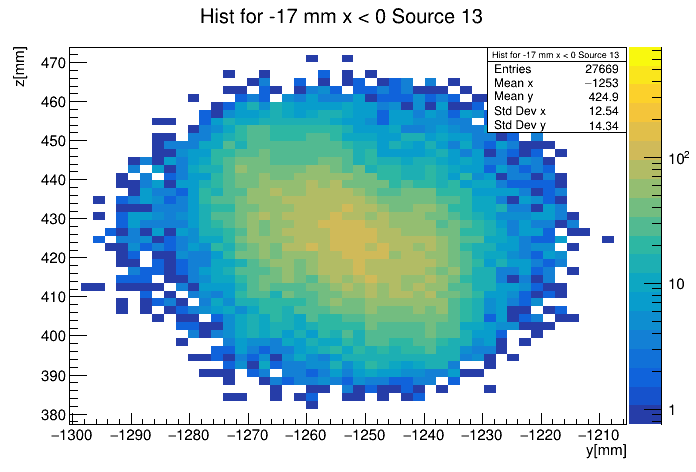 Hist for -17 mm x < 0 Source 13
z[mm]
470
460
450
440
430
420
410
400
390
380
−1300 −1290 −1280 −1270 −1260 −1250 −1240 −1230 −1220 −1210
y[mm]
Hist for -17 mm x < 0 Source 13
Entries 27669
Mean x −1253
Mean y 424.9
Std Dev x 12.54
Std Dev y 14.34
10²
10
1